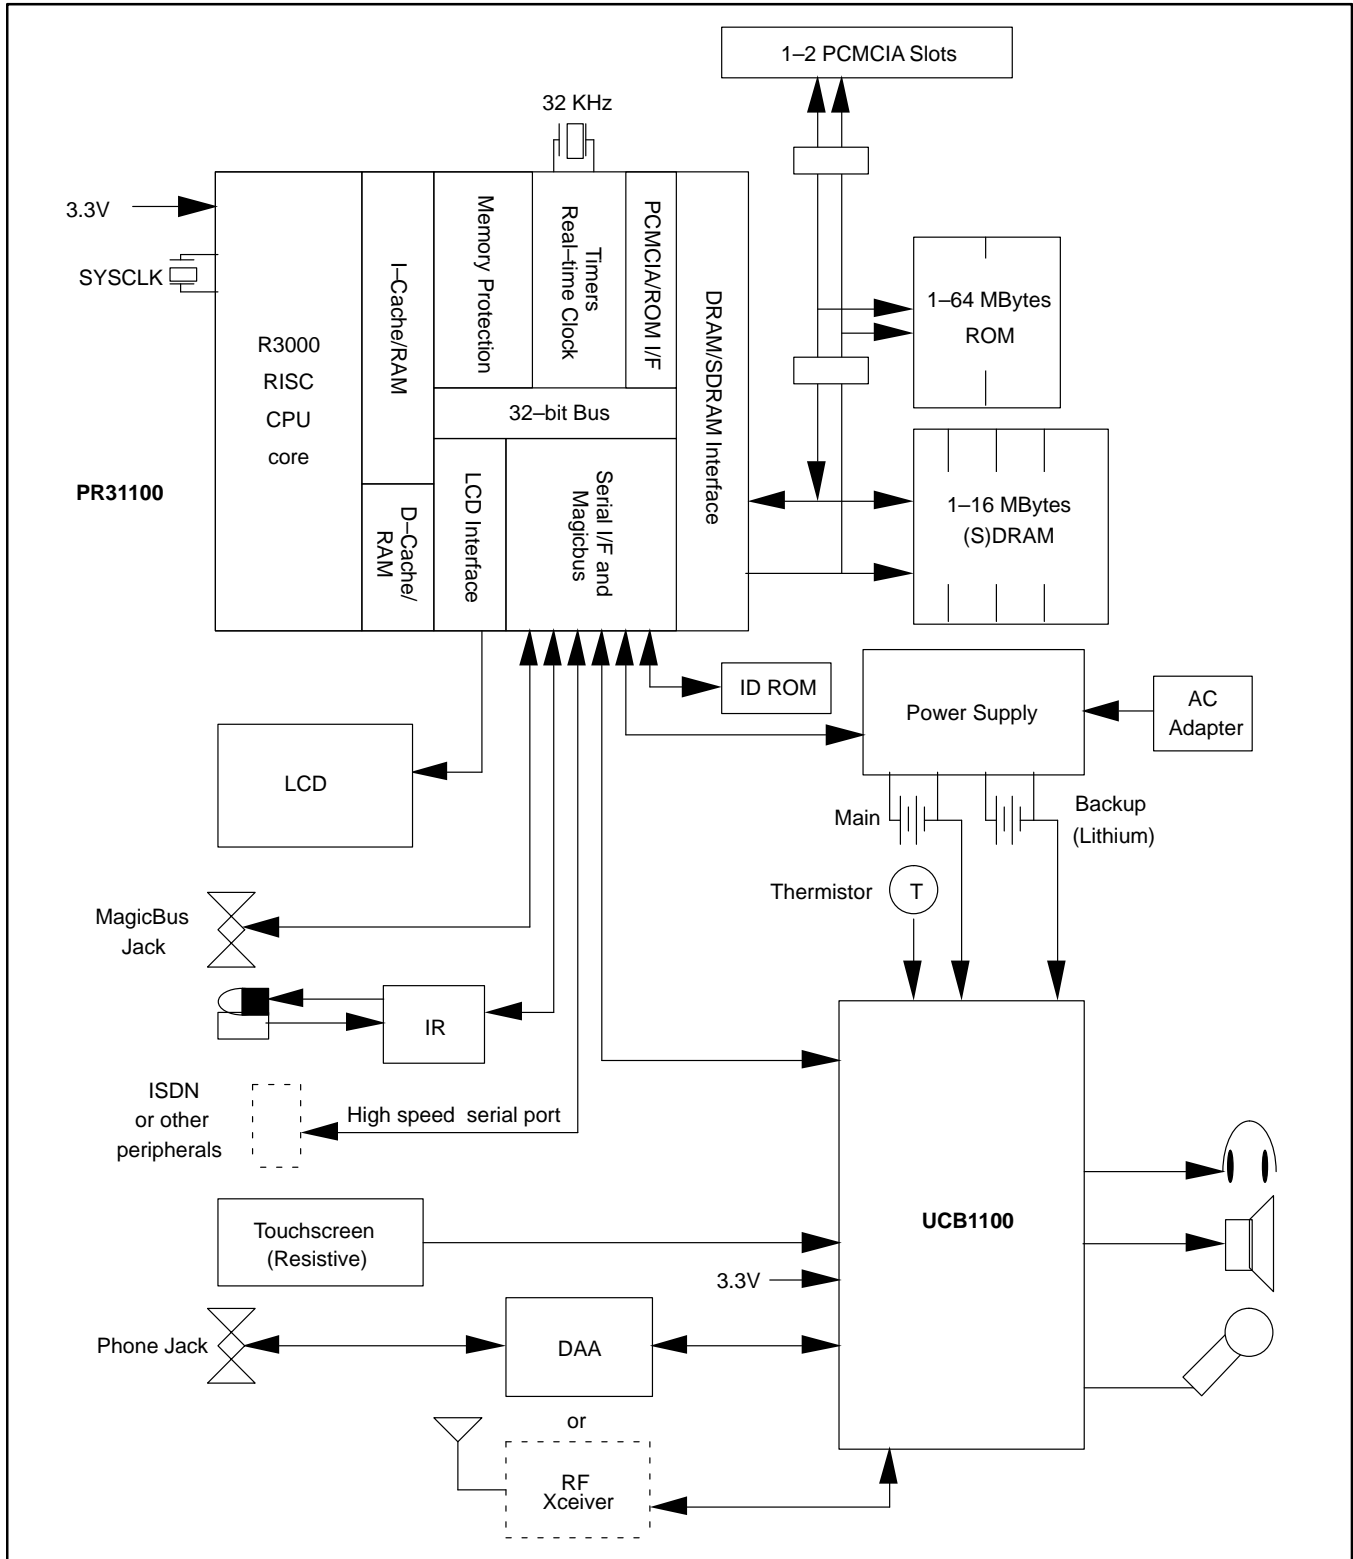 1–2 PCMCIA Slots
32 KHz
3.3V
SYSCLK
PR31100
R3000
RISC
CPU
core
I–Cache/RAM
D–Cache/
RAM
Memory Protection
Timers
Real–time Clock
PCMCIA/ROM I/F
DRAM/SDRAM Interface
32–bit Bus
LCD Interface
Serial I/F and
Magicbus
1–64 MBytes
ROM
1–16 MBytes
(S)DRAM
ID ROM
Power Supply
AC
Adapter
LCD
Main
Backup
(Lithium)
Thermistor
T
MagicBus
Jack
IR
ISDN
or other
peripherals
High speed serial port
Touchscreen
(Resistive)
UCB1100
3.3V
Phone Jack
DAA
or
RF
Xceiver